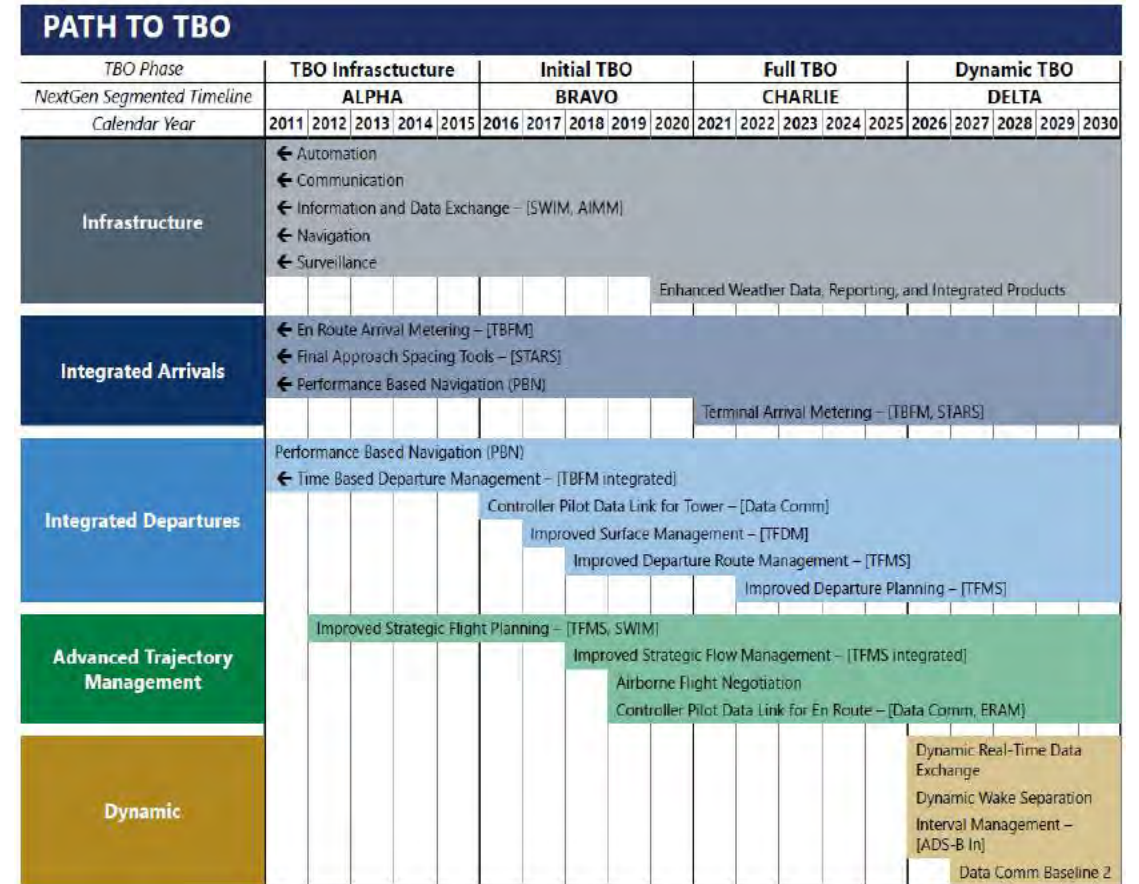 PATH TO TBO
TBO Phase TBO Infrasctucture Initial TBO Full TBO Dynamic TBO
NextGen Segmented Timeline ALPHA BRAVO CHARLIE DELTA
Calendar Year 2011 2012 2013 2014 2015 2016 2017 2018 2019 2020 2021 2022 2023 2024 2025 2026 2027 2028 2029 2030
Infrastructure
← Automation
← Communication
← Information and Data Exchange – [SWIM, AIMM]
← Navigation
← Surveillance
Enhanced Weather Data, Reporting, and Integrated Products
Integrated Arrivals
← En Route Arrival Metering – [TBFM]
← Final Approach Spacing Tools – [STARS]
← Performance Based Navigation (PBN)
Terminal Arrival Metering – [TBFM, STARS]
Integrated Departures
Performance Based Navigation (PBN)
← Time Based Departure Management – [TBFM integrated]
Controller Pilot Data Link for Tower – [Data Comm]
Improved Surface Management – [TFDM]
Improved Departure Route Management – [TFMS]
Improved Departure Planning – [TFMS]
Advanced Trajectory
Management
Improved Strategic Flight Planning – [TFMS, SWIM]
Improved Strategic Flow Management – [TFMS integrated]
Airborne Flight Negotiation
Controller Pilot Data Link for En Route – [Data Comm, ERAM]
Dynamic
Dynamic Real-Time Data
Exchange
Dynamic Wake Separation
Interval Management –
[ADS-B In]
Data Comm Baseline 2